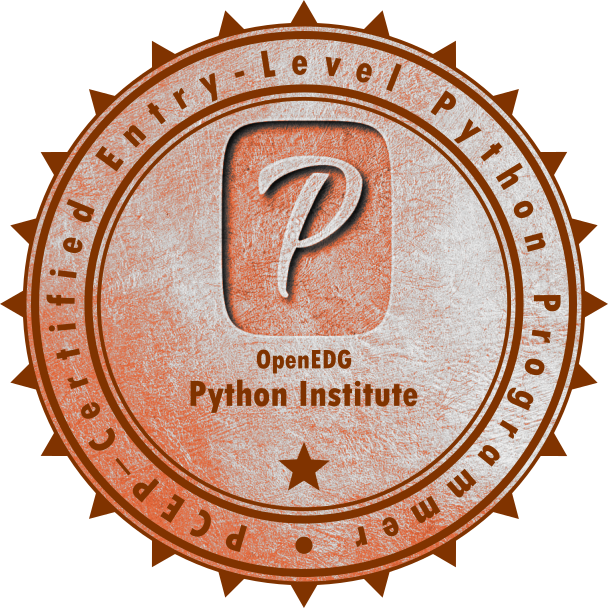 PCEP–Certified Entry-Level Python Programmer •
P
OpenEDG
Python Institute